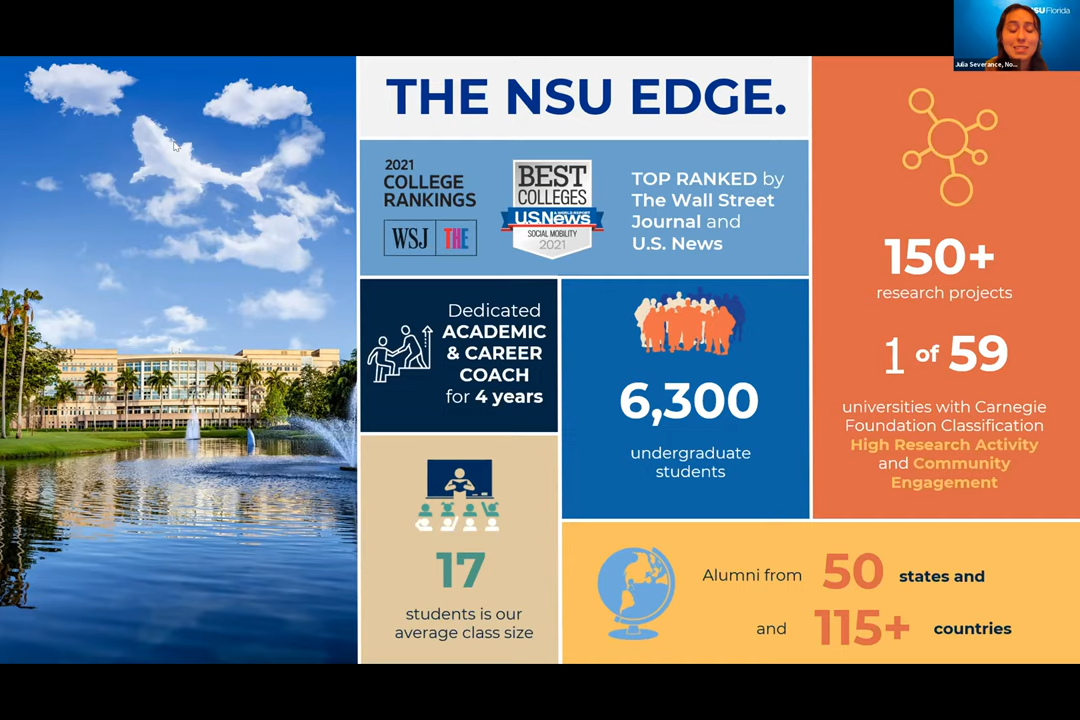 SU Florida
Julia Severance, No...
THE NSU EDGE.
2021
COLLEGE
RANKINGS
WSJ THE
BEST
COLLEGES
U.S.News
SOCIAL MOBILITY
2021
TOP RANKED by
The Wall Street
Journal and
U.S. News
Dedicated
ACADEMIC
& CAREER
COACH
for 4 years
6,300
undergraduate
students
150+
research projects
1 of 59
universities with Carnegie
Foundation Classification
High Research Activity
and Community
Engagement
17
students is our
average class size
Alumni from 50 states and
and 115+ countries